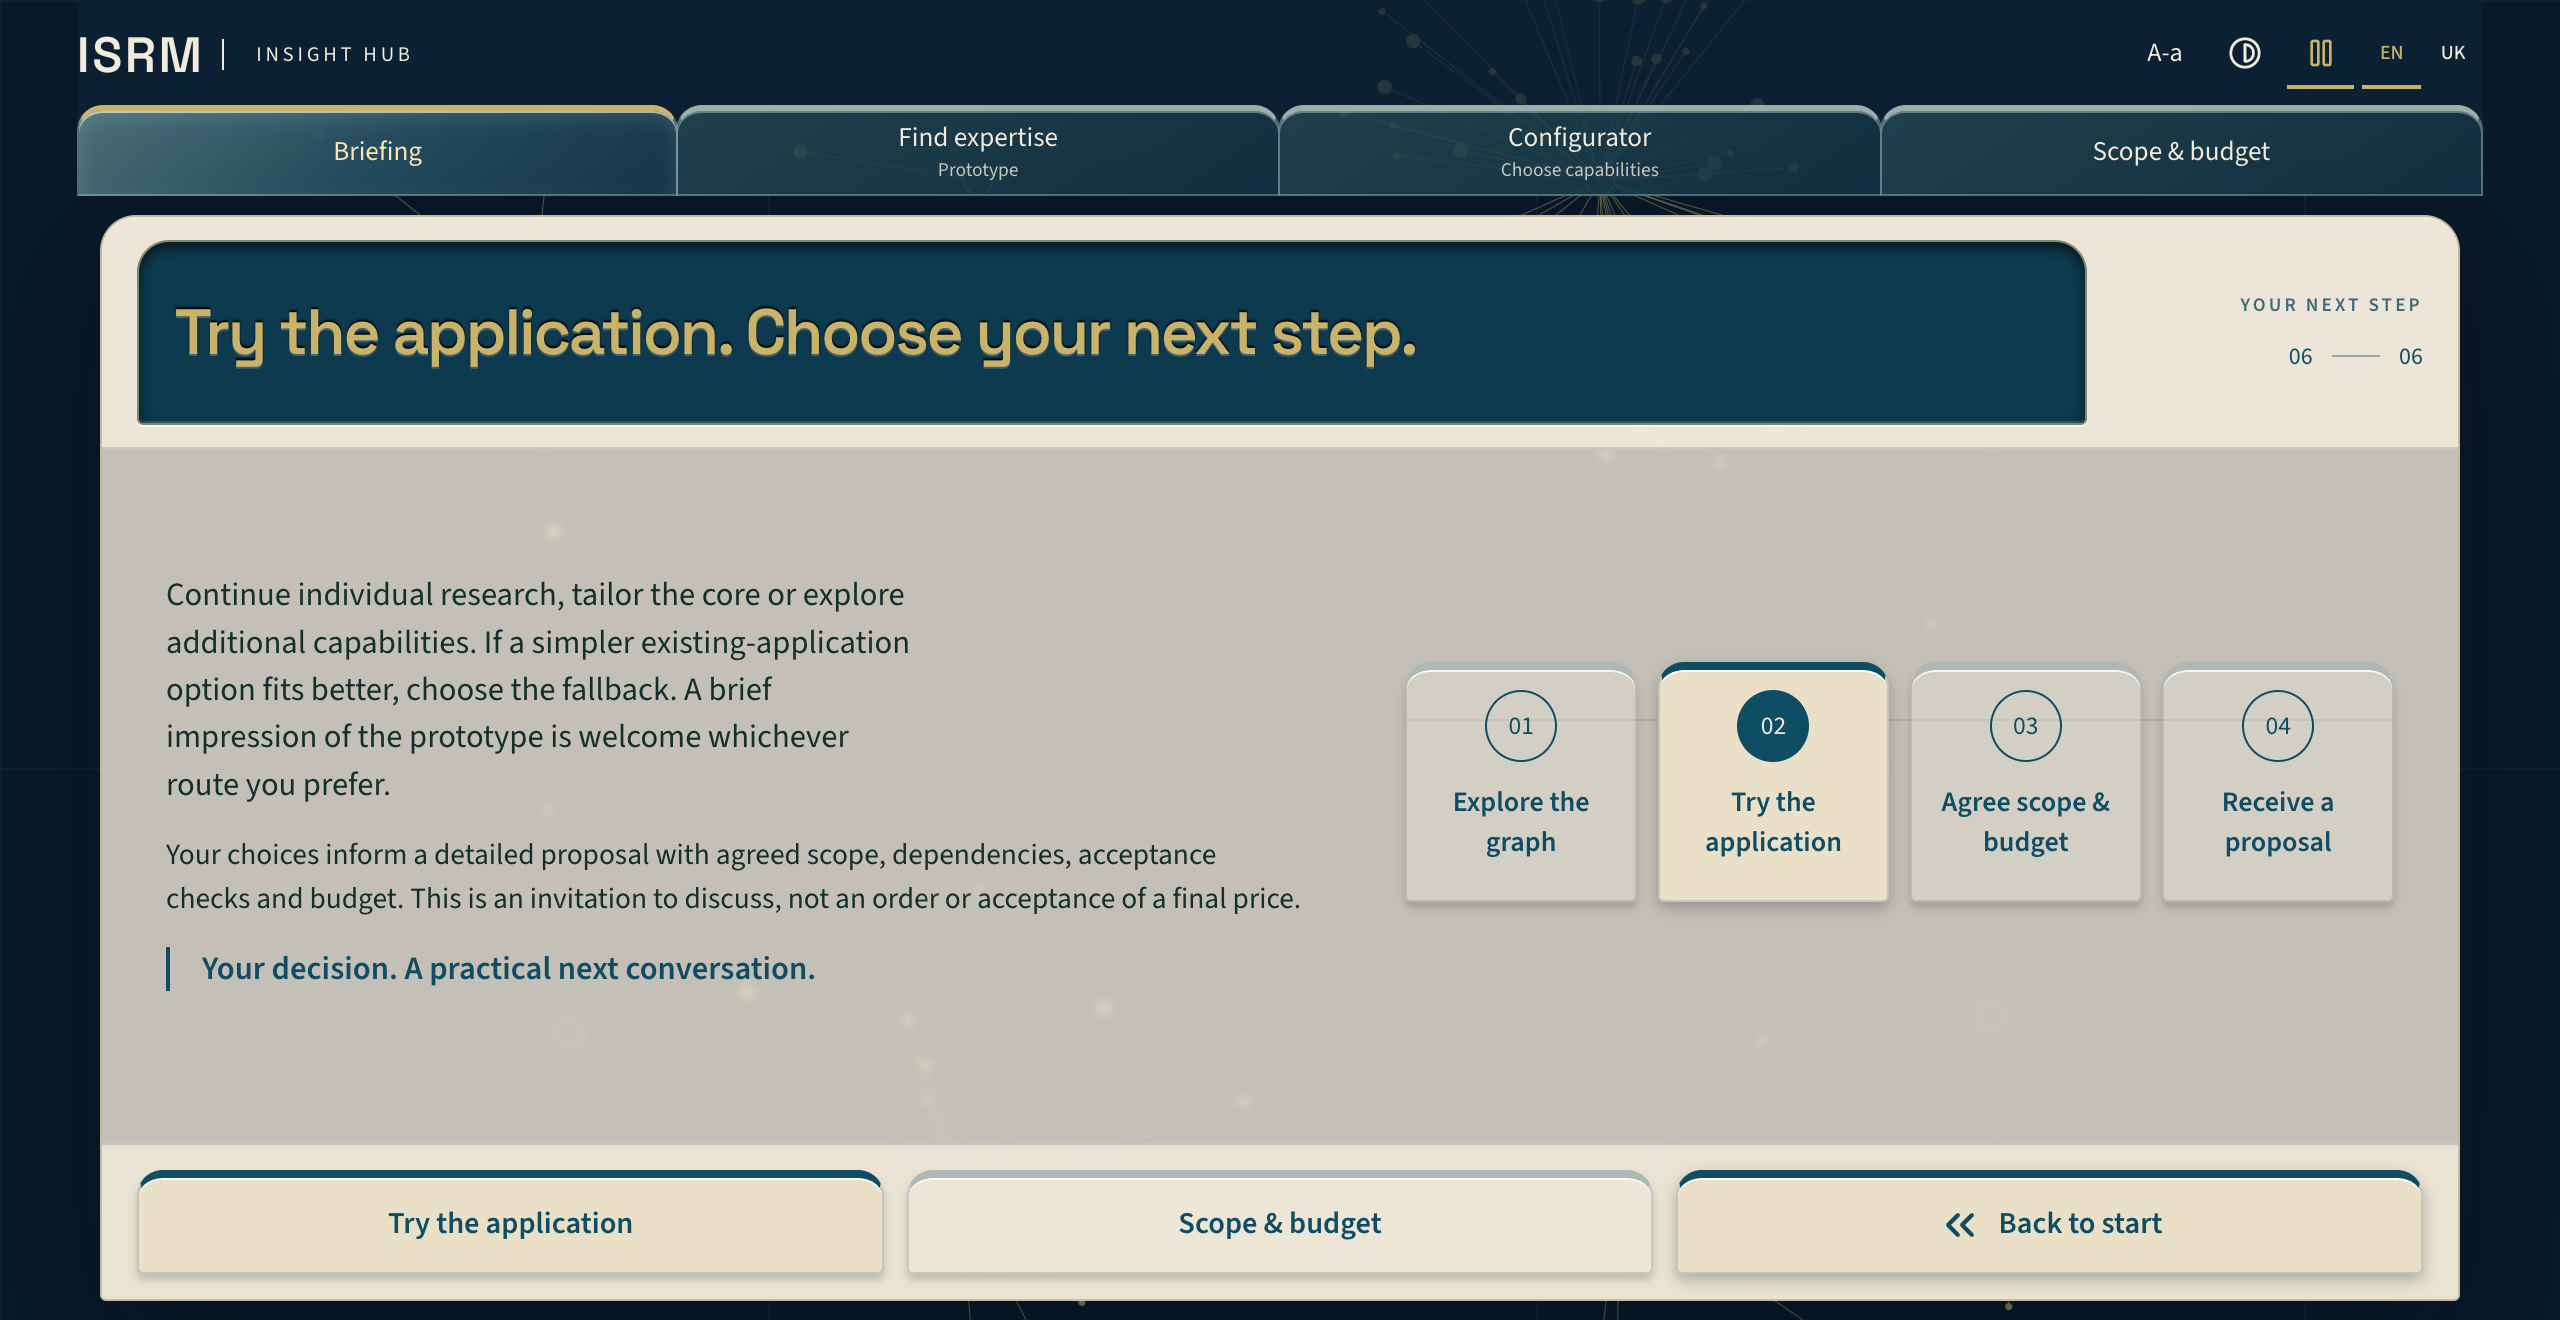 ISRM
INSIGHT HUB
A-a
EN
UK
Briefing
Find expertise
Prototype
Configurator
Choose capabilities
Scope & budget
Try the application. Choose your next step.
YOUR NEXT STEP
06
06
Continue individual research, tailor the core or explore
additional capabilities. If a simpler existing-application
option fits better, choose the fallback. A brief
impression of the prototype is welcome whichever
route you prefer.
Your choices inform a detailed proposal with agreed scope, dependencies, acceptance
checks and budget. This is an invitation to discuss, not an order or acceptance of a final price.
Your decision. A practical next conversation.
01
Explore the
graph
02
Try the
application
03
Agree scope &
budget
04
Receive a
proposal
Try the application
Scope & budget
Back to start